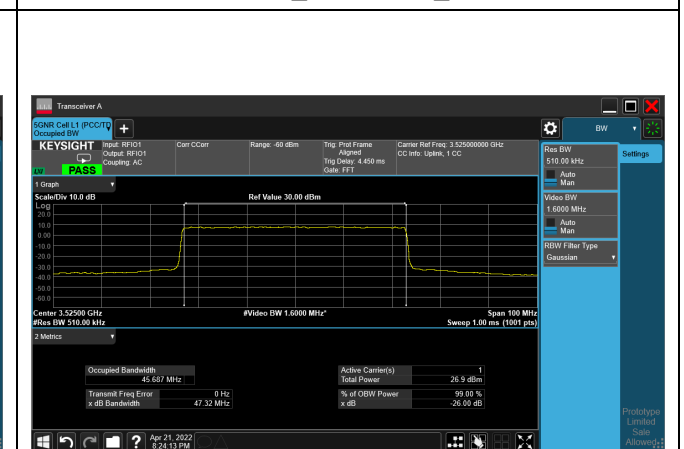 Transceiver A
5GNR Cell L1 (PCC/TD
Occupied BW
BW
KEYSIGHT
Input: RFIO1
Output: RFIO1
Coupling: AC
Corr CCorr
Range: -60 dBm
Trig: Prot Frame
Aligned
Trig Delay: 4.450 ms
Gate: FFT
Carrier Ref Freq: 3.525000000 GHz
CC Info: Uplink, 1 CC
PASS
Res BW
510.00 kHz
Auto
Man
Settings
1 Graph
Scale/Div 10.0 dB
Ref Value 30.00 dBm
Log
20.0
10.0
0.00
-10.0
-20.0
-30.0
-40.0
-50.0
-60.0
Video BW
1.6000 MHz
Auto
Man
RBW Filter Type
Gaussian
Center 3.52500 GHz
#Video BW 1.6000 MHz*
Span 100 MHz
#Res BW 510.00 kHz
Sweep 1.00 ms (1001 pts)
2 Metrics
Occupied Bandwidth
45.687 MHz
Active Carrier(s) 1
Total Power 26.9 dBm
Transmit Freq Error 0 Hz
x dB Bandwidth 47.32 MHz
% of OBW Power 99.00 %
x dB -26.00 dB
Prototype
Limited
Sale
Allowed
Apr 21, 2022
8:24:13 PM